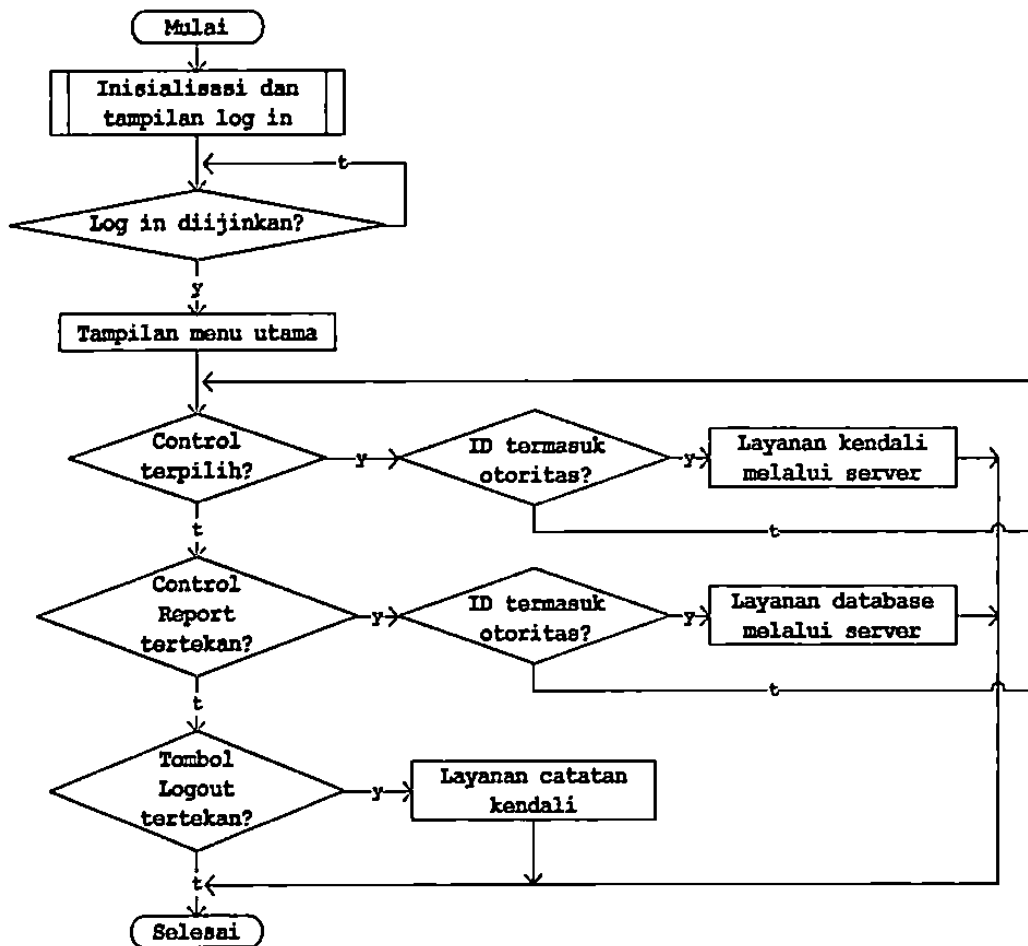 Mulai
Inisialisasi dan
tampilan log in
t
Log in diijinkan?
y
Tampilan menu utama
Control
terpilih?
y
ID termasuk
otoritas?
y
Layanan kendali
melalui server
t
t
Control
Report
tertekan?
y
ID termasuk
otoritas?
y
Layanan database
melalui server
t
t
Tombol
Logout
tertekan?
y
Layanan catatan
kendali
t
Selesai